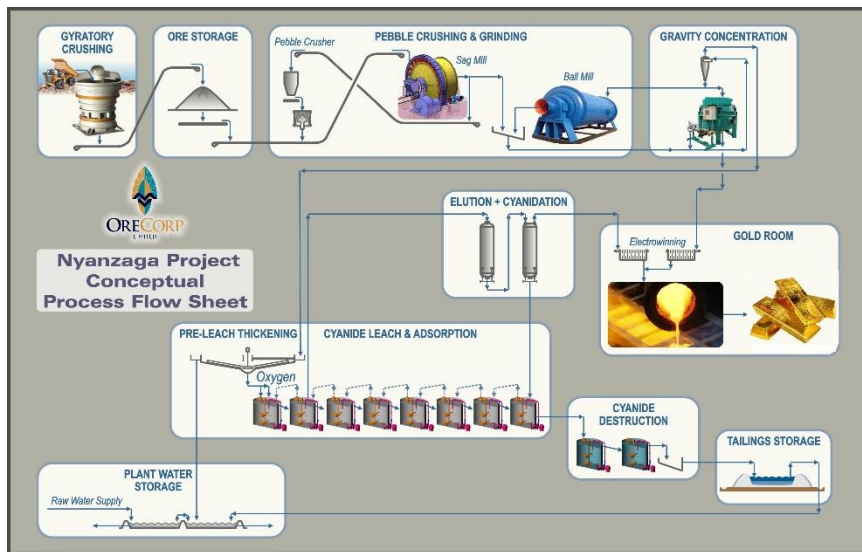 GYRATORY
CRUSHING
ORE STORAGE
PEBBLE CRUSHING & GRINDING
Pebble Crusher
Sag Mill
Ball Mill
GRAVITY CONCENTRATION
ORECORP
LIMITED
Nyanzaga Project
Conceptual
Process Flow Sheet
ELUTION + CYANIDATION
GOLD ROOM
Electrowinning
PRE-LEACH THICKENING
CYANIDE LEACH & ADSORPTION
Oxygen
CYANIDE
DESTRUCTION
TAILINGS STORAGE
PLANT WATER
STORAGE
Raw Water Supply